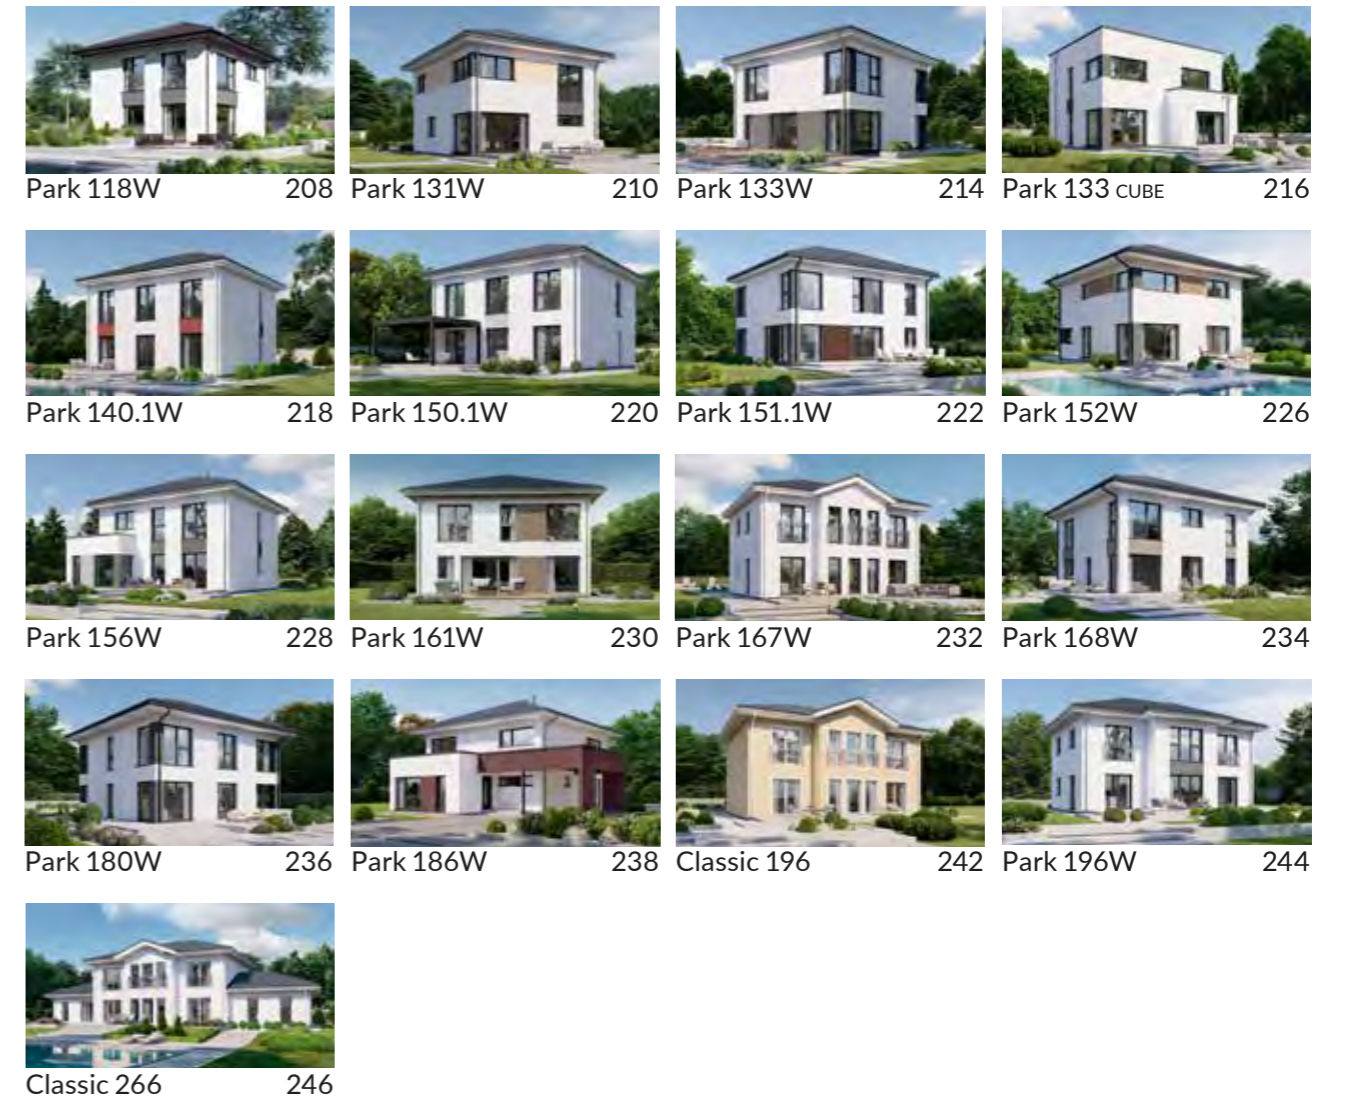 Park 118W 208 Park 131W 210 Park 133W 214 Park 133 CUBE 216
Park 140.1W 218 Park 150.1W 220 Park 151.1W 222 Park 152W 226
Park 156W 228 Park 161W 230 Park 167W 232 Park 168W 234
Park 180W 236 Park 186W 238 Classic 196 242 Park 196W 244
Classic 266 246